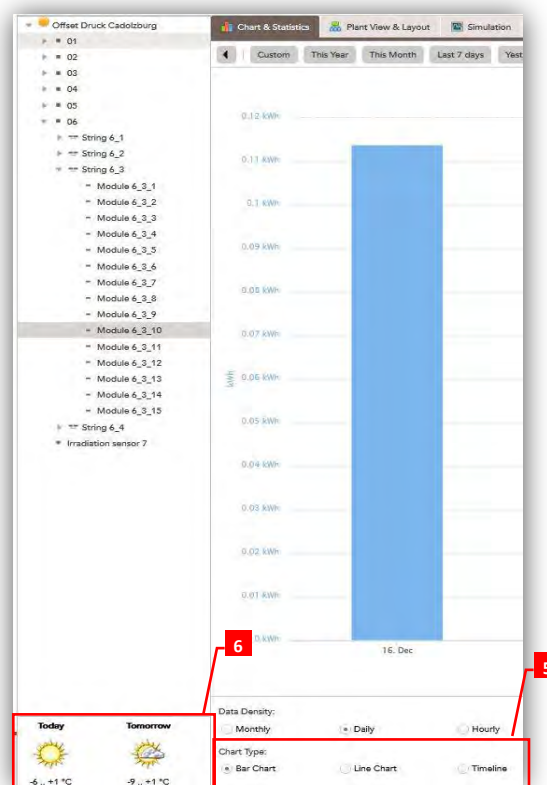 Offset Druck Cadolzburg
01
02
03
04
05
06
String 6_1
String 6_2
String 6_3
Module 6_3_1
Module 6_3_2
Module 6_3_3
Module 6_3_4
Module 6_3_5
Module 6_3_6
Module 6_3_7
Module 6_3_8
Module 6_3_9
Module 6_3_10
Module 6_3_11
Module 6_3_12
Module 6_3_13
Module 6_3_14
Module 6_3_15
String 6_4
Irradiation sensor 7
6
Today Tomorrow
-6 .. +1 °C -9 .. +1 °C
Chart & Statistics Plant View & Layout Simulation
Custom This Year This Month Last 7 days Yest
0.12 kWh
0.11 kWh
0.1 kWh
0.09 kWh
0.08 kWh
0.07 kWh
0.06 kWh
0.05 kWh
0.04 kWh
0.03 kWh
0.02 kWh
0.01 kWh
0 kWh
kWh
16. Dec
5
Data Density:
Monthly Daily Hourly
Chart Type:
Bar Chart Line Chart Timeline